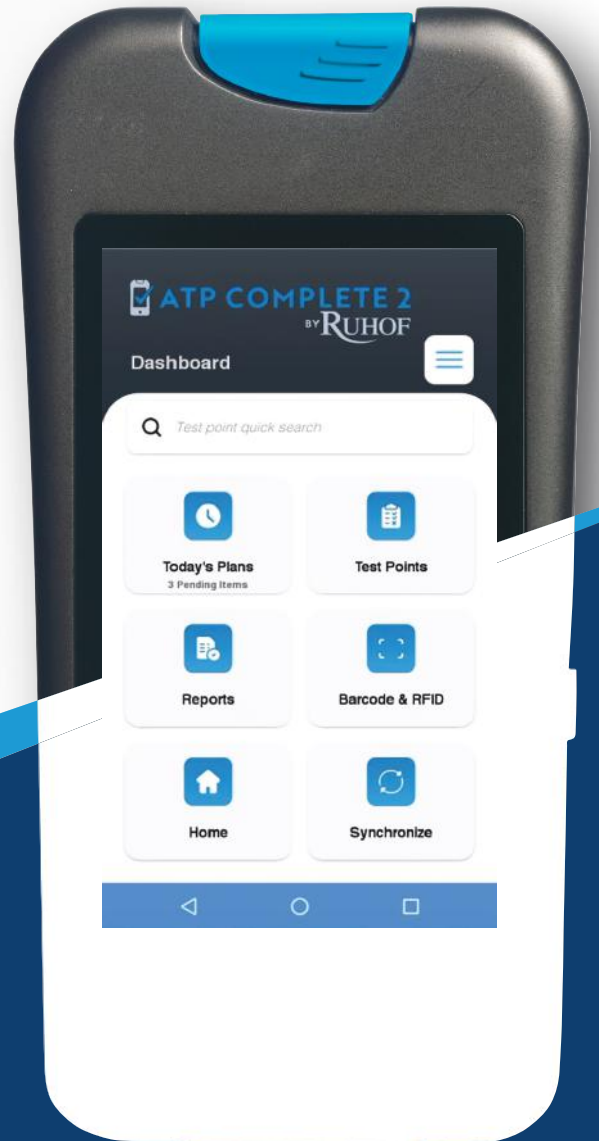 ATP COMPLETE 2
BY RUHOF
Dashboard
Test point quick search
Today's Plans
3 Pending Items
Test Points
Reports
Barcode & RFID
Home
Synchronize